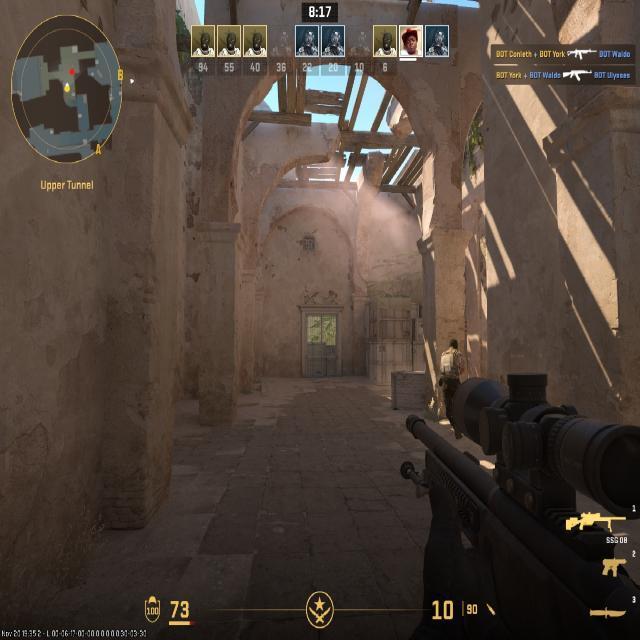 8:17
94 55 40 36 22 20 10 6
BOT Conleth + BOT York BOT Waldo
BOT York + BOT Waldo BOT Ulysses
B
A
Upper Tunnel
1
SSG 08
2
3
100 73
10 | 90